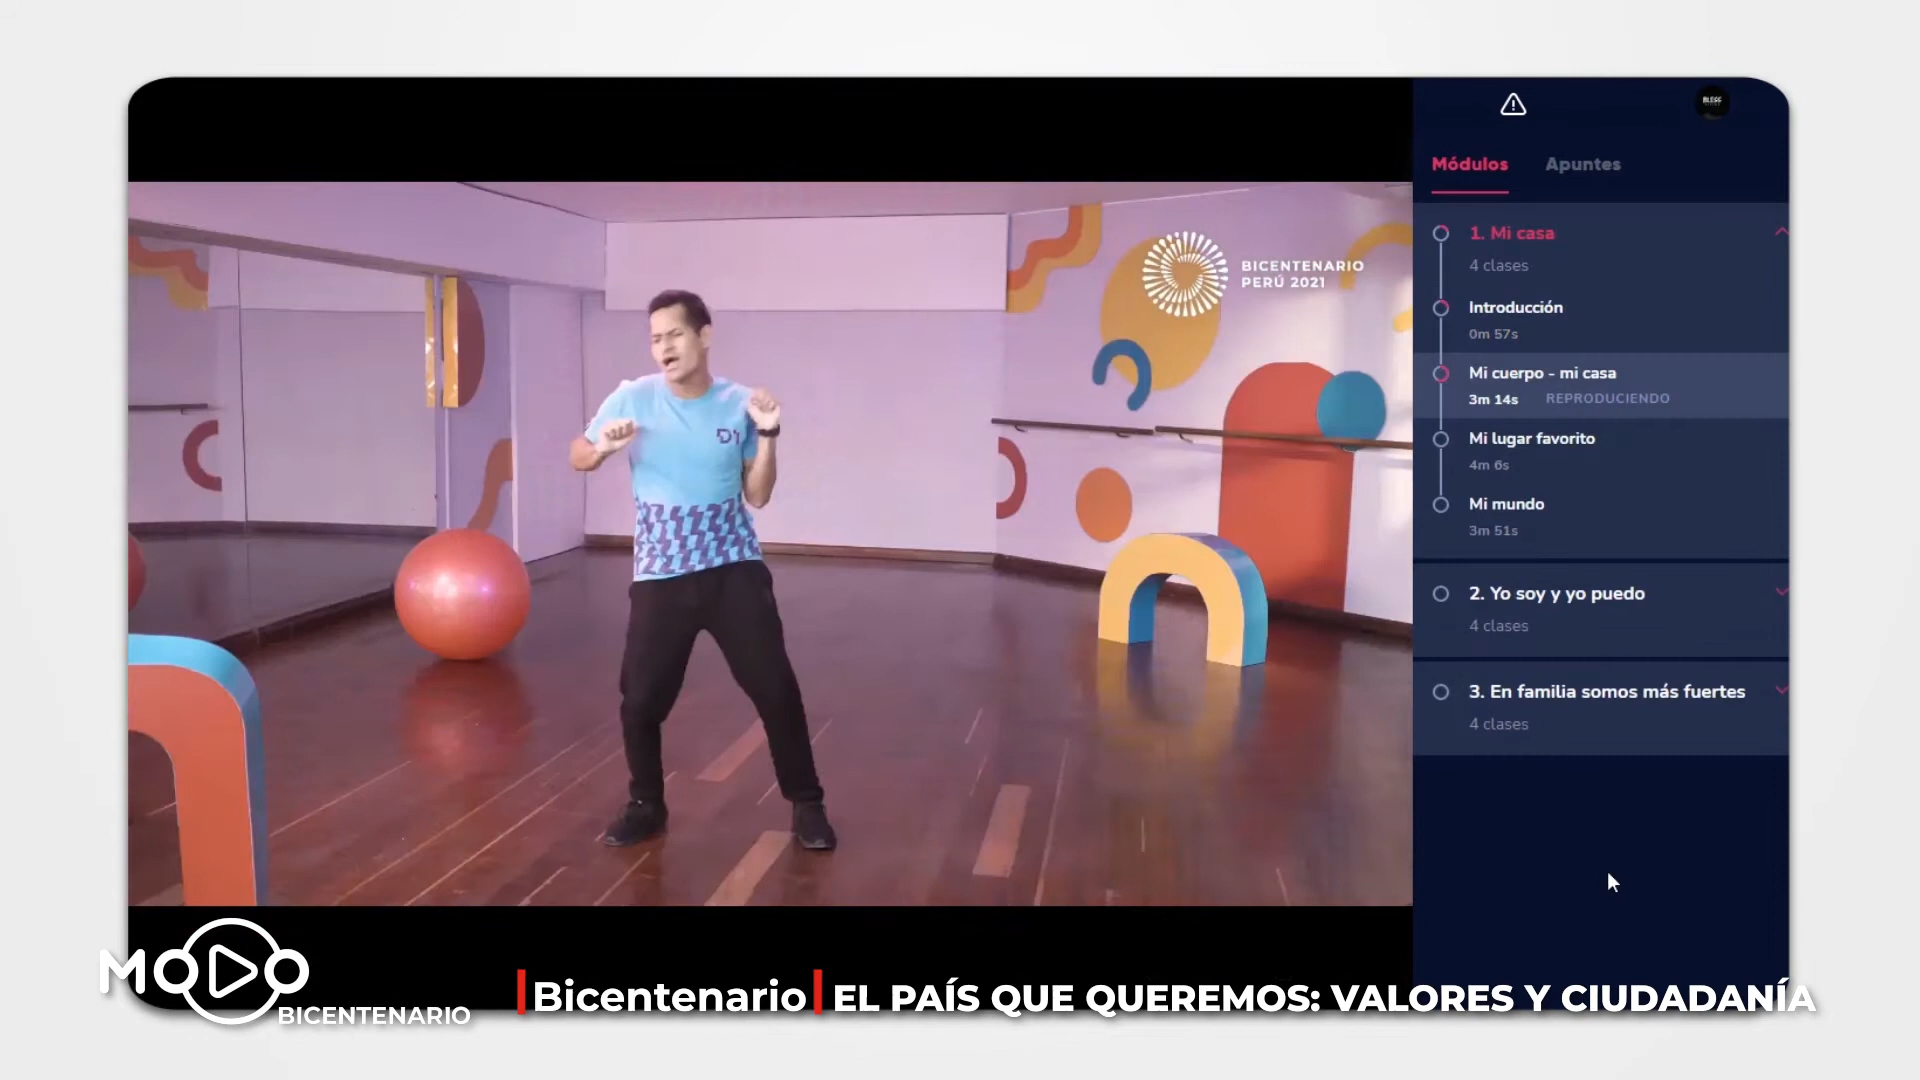 BLESS
Módulos Apuntes
1. Mi casa
4 clases
Introducción
0m 57s
Mi cuerpo - mi casa
3m 14s REPRODUCIENDO
Mi lugar favorito
4m 6s
Mi mundo
3m 51s
2. Yo soy y yo puedo
4 clases
3. En familia somos más fuertes
4 clases
BICENTENARIO
PERÚ 2021
MODO
BICENTENARIO
Bicentenario EL PAÍS QUE QUEREMOS: VALORES Y CIUDADANÍA